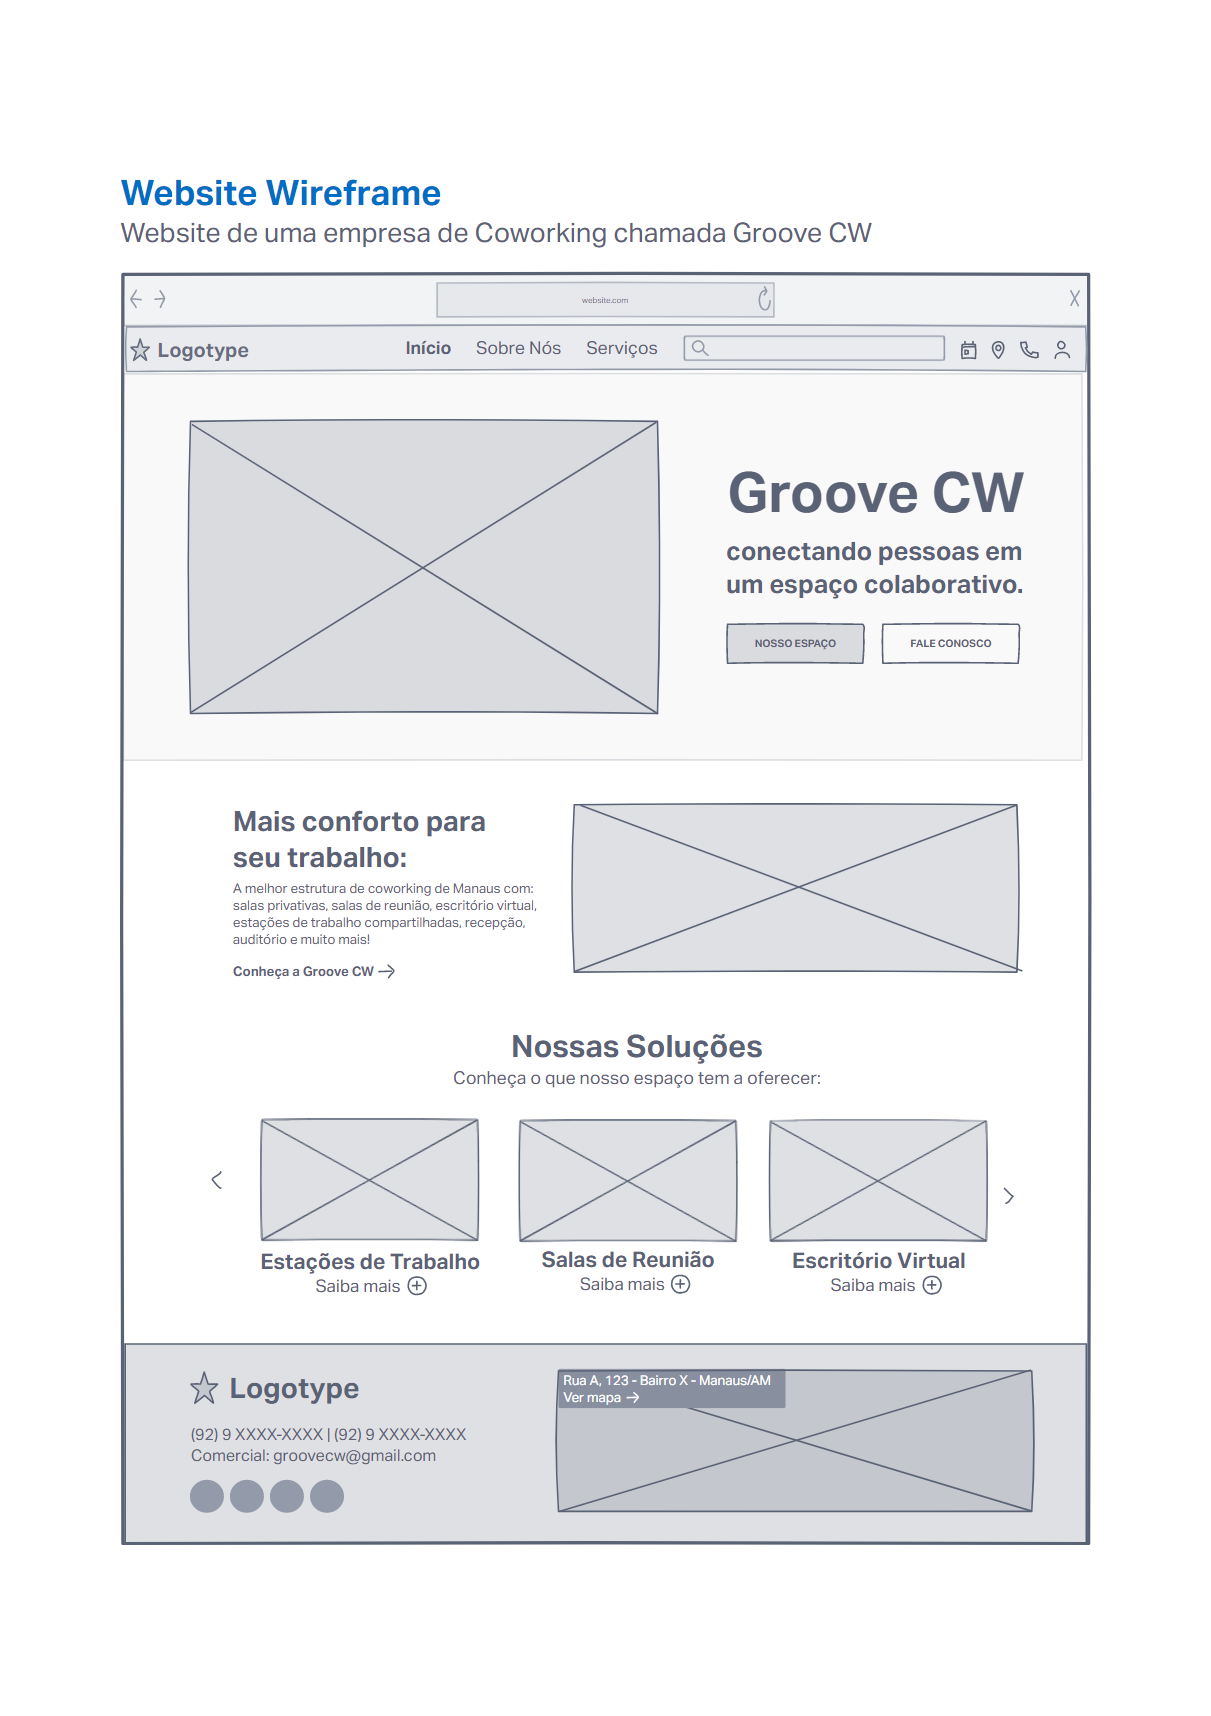 Website Wireframe
Website de uma empresa de Coworking chamada Groove CW
website.com
Logotype
Início Sobre Nós Serviços
Groove CW
conectando pessoas em
um espaço colaborativo.
NOSSO ESPAÇO FALE CONOSCO
Mais conforto para
seu trabalho:
A melhor estrutura de coworking de Manaus com:
salas privativas, salas de reunião, escritório virtual,
estações de trabalho compartilhadas, recepção,
auditório e muito mais!
Conheça a Groove CW
Nossas Soluções
Conheça o que nosso espaço tem a oferecer:
Estações de Trabalho
Saiba mais
Salas de Reunião
Saiba mais
Escritório Virtual
Saiba mais
Logotype
(92) 9 XXXX-XXXX | (92) 9 XXXX-XXXX
Comercial: groovecw@gmail.com
Rua A, 123 - Bairro X - Manaus/AM
Ver mapa